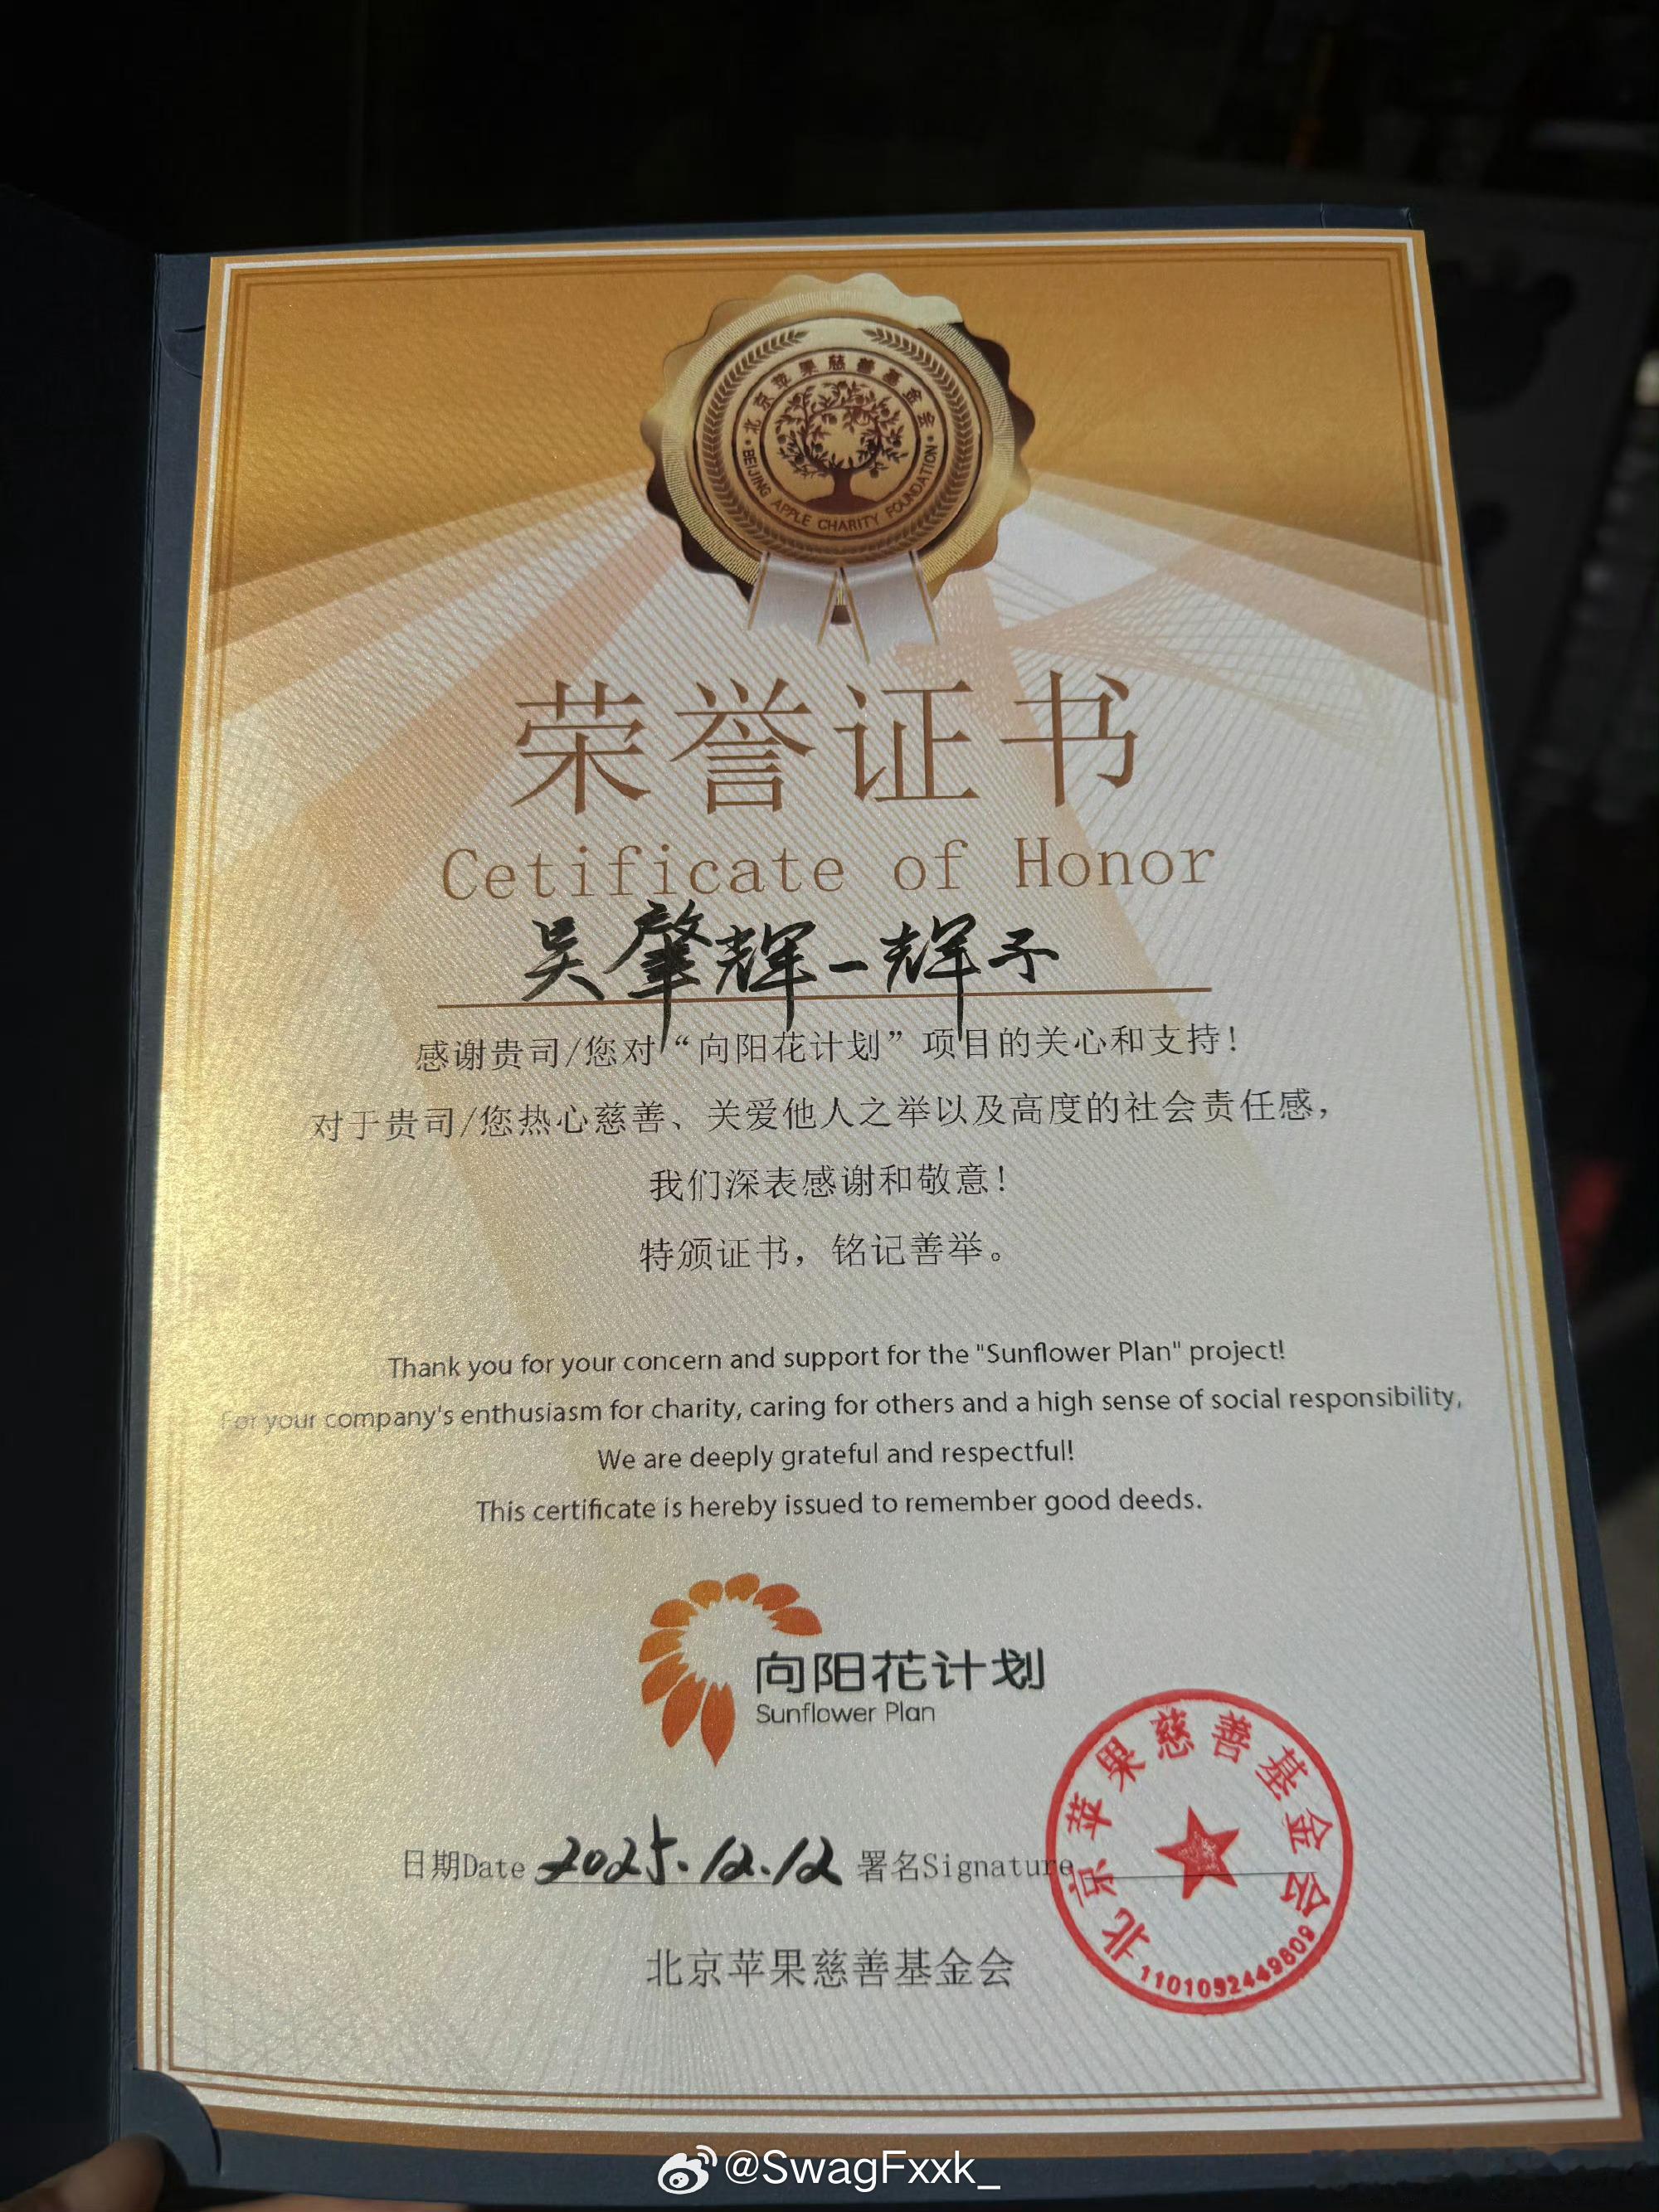 北京苹果慈善基金会
BEIJING APPLE CHARITY FOUNDATION
荣誉证书
Cetificate of Honor
吴肇辉-辉子
感谢贵司/您对“向阳花计划”项目的关心和支持!
对于贵司/您热心慈善、关爱他人之举以及高度的社会责任感,
我们深表感谢和敬意!
特颁证书, 铭记善举。
Thank you for your concern and support for the "Sunflower Plan" project!
For your company's enthusiasm for charity, caring for others and a high sense of social responsibility,
We are deeply grateful and respectful!
This certificate is hereby issued to remember good deeds.
向阳花计划
Sunflower Plan
日期Date 2025.12.12 署名Signature
北京苹果慈善基金会
1101092449809
北京苹果慈善基金会
@SwagFxxk_